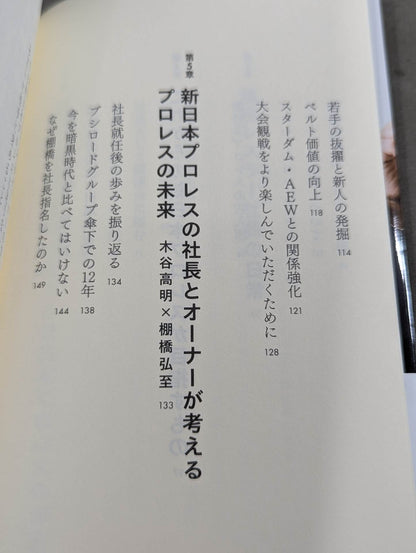 若手の抜擢と新人の発掘 114
ベルト価値の向上 118
スターダム・AEWとの関係強化 121
大会観戦をより楽しんでいただくために 128
第5章
新日本プロレスの社長とオーナーが考える
プロレスの未来 木谷高明×棚橋弘至 133
社長就任後の歩みを振り返る 134
ブシロードグループ傘下での12年 138
今を暗黒時代と比べてはいけない 144
なぜ棚橋を社長指名したのか 149